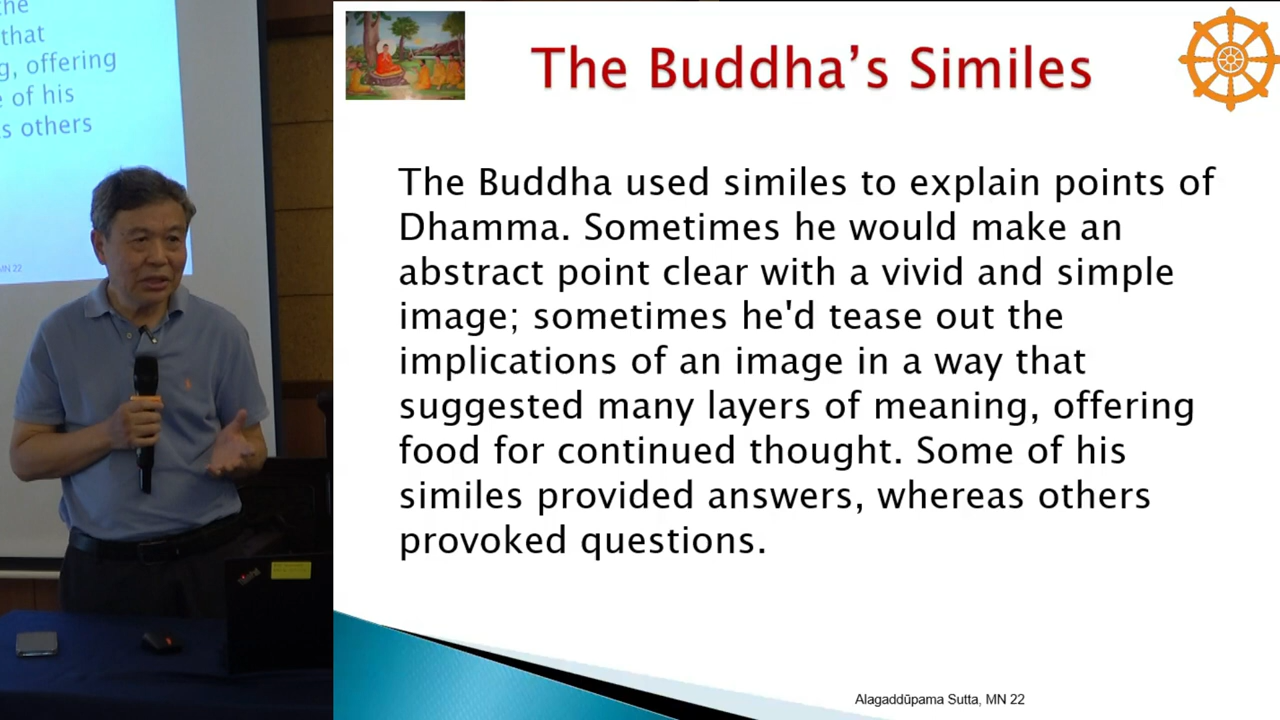 the
that
g, offering
e of his
s others
MN 22
The Buddha’s Similes
The Buddha used similes to explain points of
Dhamma. Sometimes he would make an
abstract point clear with a vivid and simple
image; sometimes he'd tease out the
implications of an image in a way that
suggested many layers of meaning, offering
food for continued thought. Some of his
similes provided answers, whereas others
provoked questions.
Alagaddūpama Sutta, MN 22